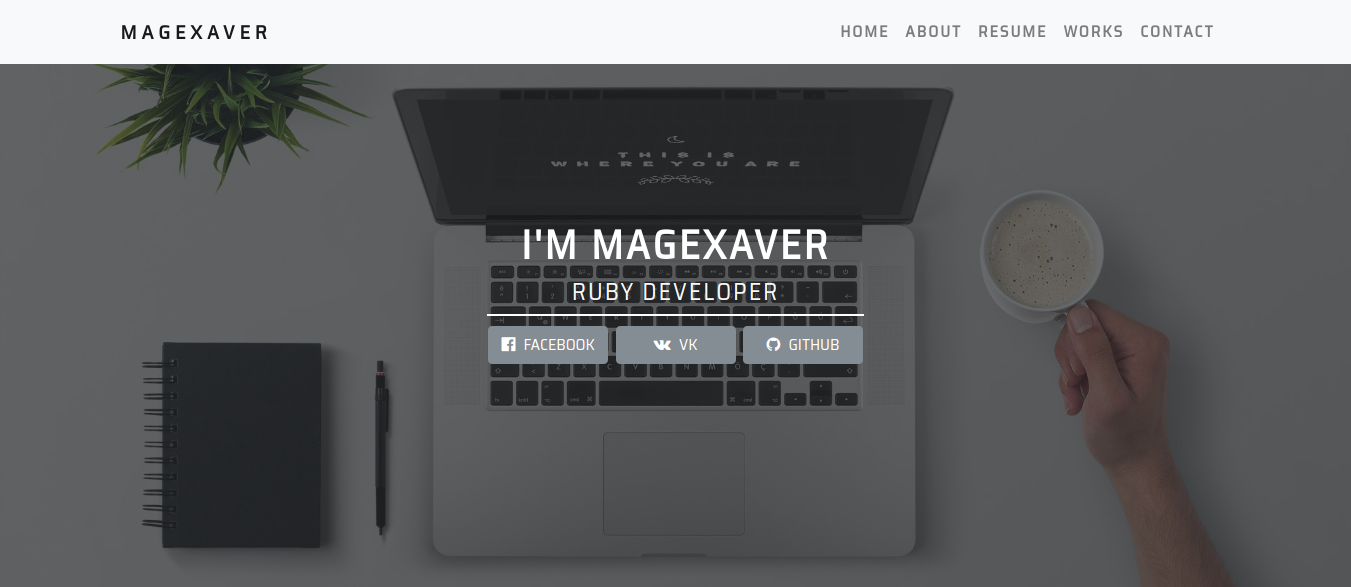 MAGEXAVER
HOME ABOUT RESUME WORKS CONTACT
THIS IS
WHERE YOU ARE
I'M MAGEXAVER
RUBY DEVELOPER
FACEBOOK VK GITHUB